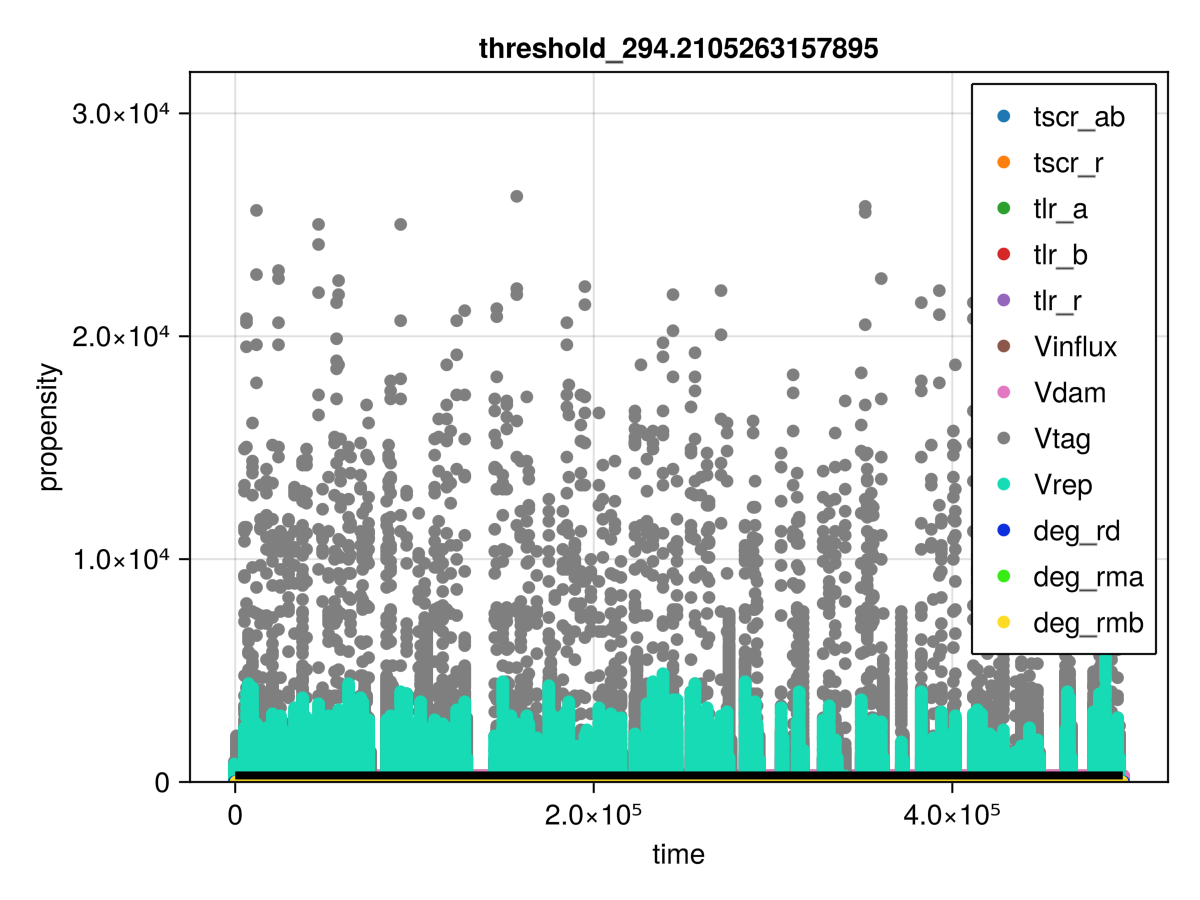 threshold_294.2105263157895
3.0×10⁴
2.0×10⁴
1.0×10⁴
0
propensity
0
2.0×10⁵
4.0×10⁵
time
tscr_ab
tscr_r
tlr_a
tlr_b
tlr_r
Vinflux
Vdam
Vtag
Vrep
deg_rd
deg_rma
deg_rmb